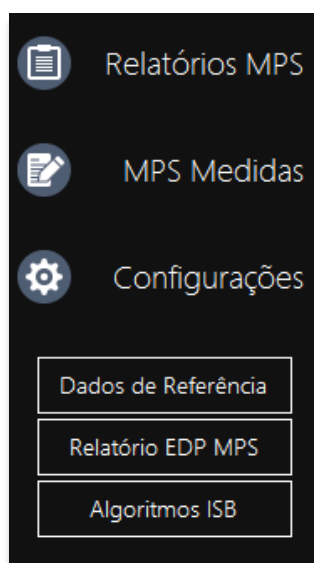 Relatórios MPS
MPS Medidas
Configurações
Dados de Referência
Relatório EDP MPS
Algoritmos ISB